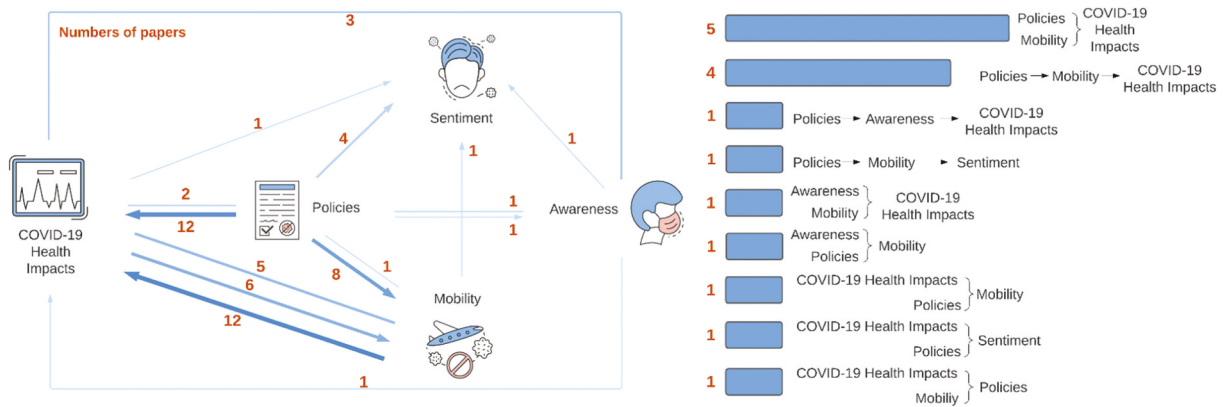 3
Numbers of papers
1
4
Sentiment
1
1
2
Policies
1
Awareness
12
1
COVID-19
Health
Impacts
5
8
1
6
Mobility
12
1
5
Policies
Mobility
COVID-19
Health
Impacts
4
Policies
Mobility
COVID-19
Health Impacts
1
Policies
Awareness
COVID-19
Health Impacts
1
Policies
Mobility
Sentiment
1
Awareness
Mobility
COVID-19
Health Impacts
1
Awareness
Policies
Mobility
1
COVID-19 Health Impacts
Policies
Mobility
1
COVID-19 Health Impacts
Policies
Sentiment
1
COVID-19 Health Impacts
Mobiliy
Policies